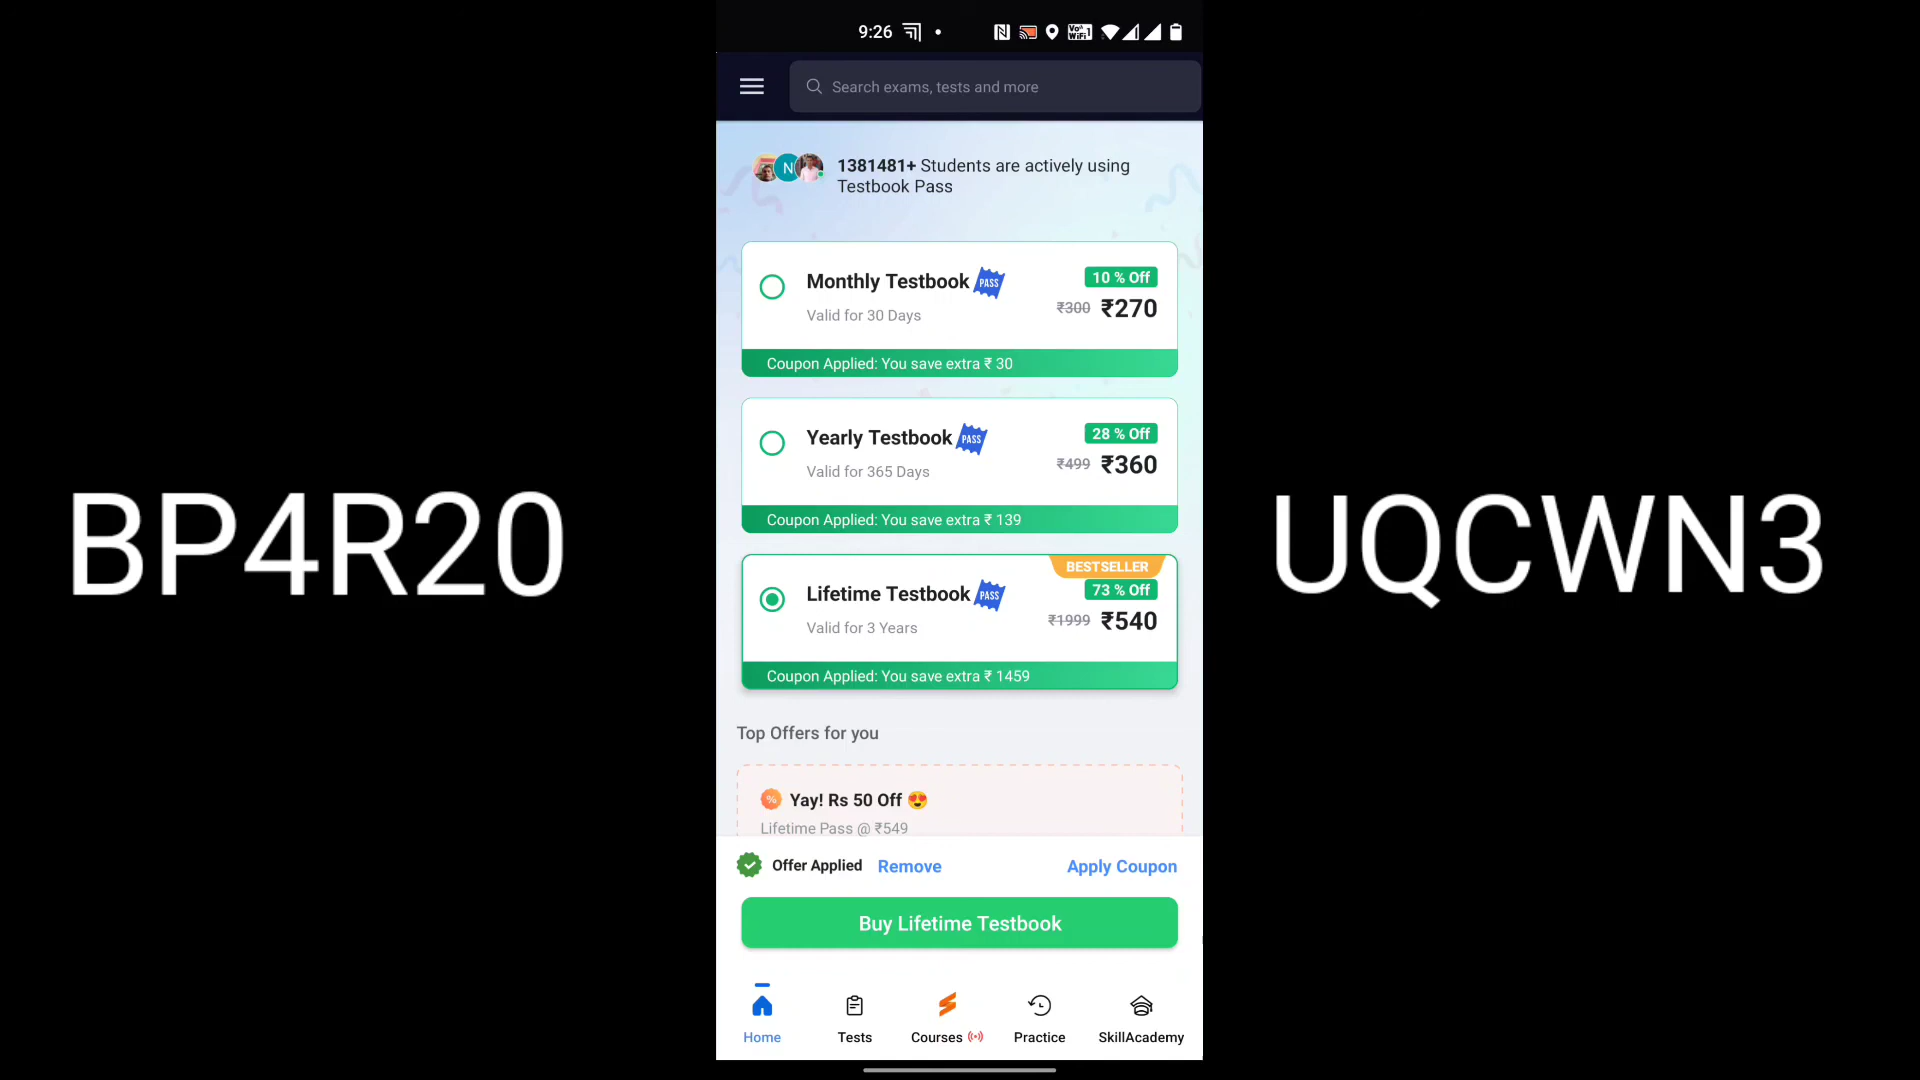 9:26
VoWiFi1
Search exams, tests and more
N
1381481+ Students are actively using
Testbook Pass
Monthly Testbook PASS
10 % Off
₹300 ₹270
Valid for 30 Days
Coupon Applied: You save extra ₹ 30
Yearly Testbook PASS
28 % Off
₹499 ₹360
Valid for 365 Days
Coupon Applied: You save extra ₹ 139
BP4R20
UQCWN3
BESTSELLER
Lifetime Testbook PASS
73 % Off
₹1999 ₹540
Valid for 3 Years
Coupon Applied: You save extra ₹ 1459
Top Offers for you
% Yay! Rs 50 Off 😍
Lifetime Pass @ ₹549
Offer Applied Remove Apply Coupon
Buy Lifetime Testbook
Home Tests Courses Practice SkillAcademy